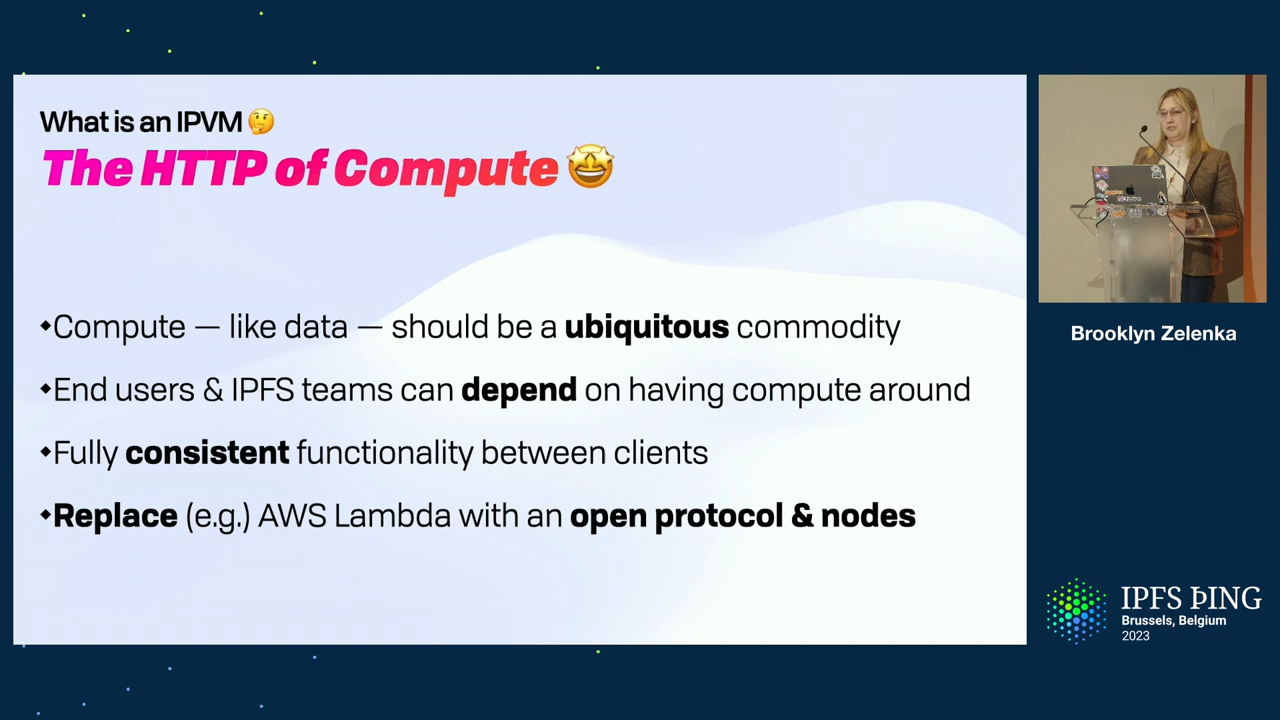 What is an IPVM 🤔
The HTTP of Compute 🤩
◆Compute — like data — should be a ubiquitous commodity
◆End users & IPFS teams can depend on having compute around
◆Fully consistent functionality between clients
◆Replace (e.g.) AWS Lambda with an open protocol & nodes
Brooklyn Zelenka
IPFS ÞING
Brussels, Belgium
2023